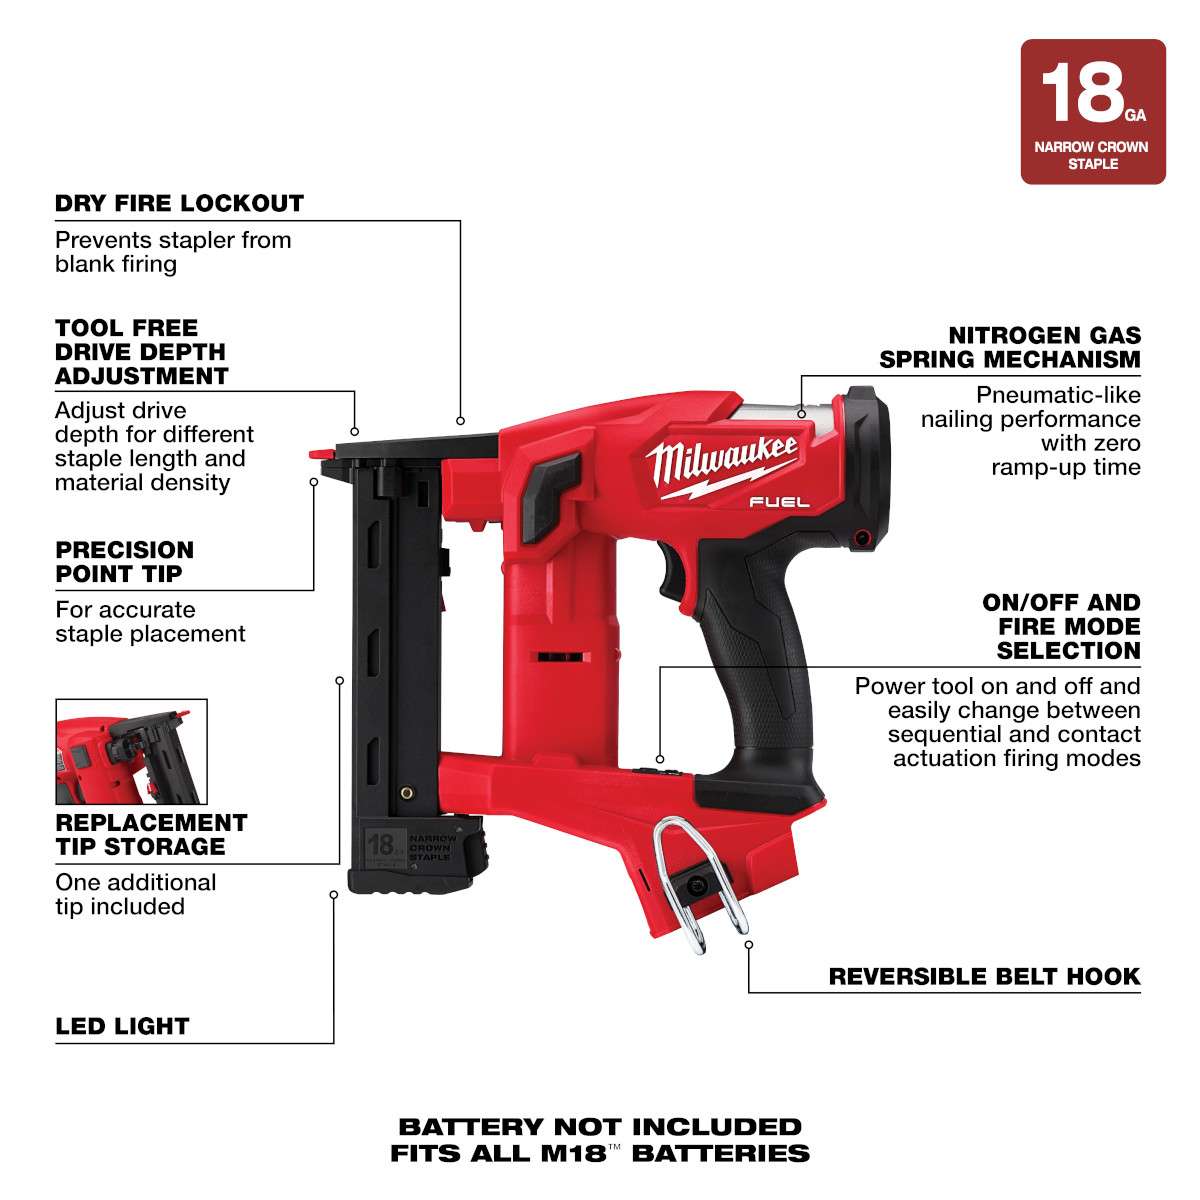 18 GA
NARROW CROWN
STAPLE
DRY FIRE LOCKOUT
Prevents stapler from
blank firing
TOOL FREE
DRIVE DEPTH
ADJUSTMENT
Adjust drive
depth for different
staple length and
material density
PRECISION
POINT TIP
For accurate
staple placement
REPLACEMENT
TIP STORAGE
One additional
tip included
LED LIGHT
NITROGEN GAS
SPRING MECHANISM
Pneumatic-like
nailing performance
with zero
ramp-up time
ON/OFF AND
FIRE MODE
SELECTION
Power tool on and off and
easily change between
sequential and contact
actuation firing modes
REVERSIBLE BELT HOOK
Milwaukee
FUEL
18
NARROW
CROWN
STAPLE
BATTERY NOT INCLUDED
FITS ALL M18™ BATTERIES